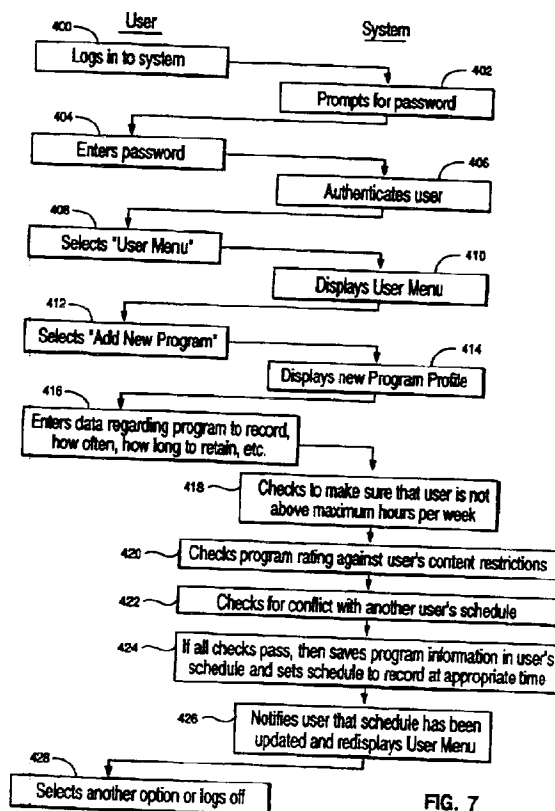 User
System
400
Logs in to system
402
Prompts for password
404
Enters password
406
Authenticates user
408
Selects "User Menu"
410
Displays User Menu
412
Selects "Add New Program"
414
Displays new Program Profile
416
Enters data regarding program to record,
how often, how long to retain, etc.
418
Checks to make sure that user is not
above maximum hours per week
420
Checks program rating against user's content restrictions
422
Checks for conflict with another user's schedule
424
If all checks pass, then saves program information in user's
schedule and sets schedule to record at appropriate time
426
Notifies user that schedule has been
updated and redisplays User Menu
428
Selects another option or logs off
FIG. 7